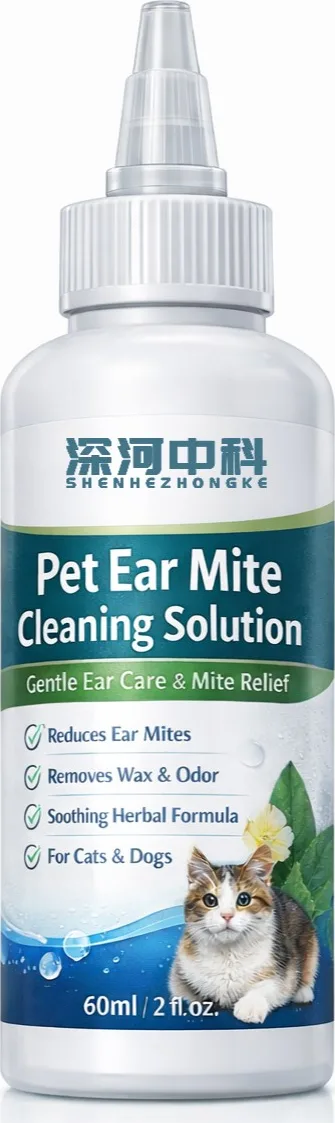 深河中科
SHENHEZHONGKE
Pet Ear Mite
Cleaning Solution
Gentle Ear Care & Mite Relief
Reduces Ear Mites
Removes Wax & Odor
Soothing Herbal Formula
For Cats & Dogs
60ml / 2 fl.oz.